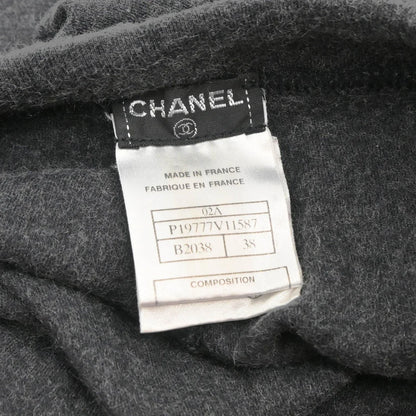 CHANEL
MADE IN FRANCE
FABRIQUE EN FRANCE
02A
P19777V11587
B2038 38
COMPOSITION